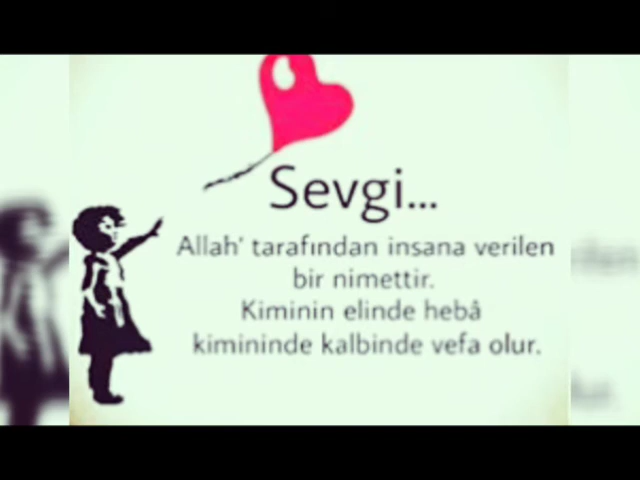 Sevgi...
Allah' tarafından insana verilen
bir nimettir.
Kiminin elinde hebâ
kimininde kalbinde vefa olur.